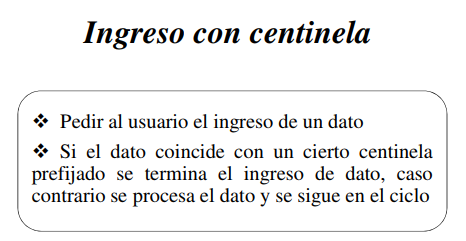 Ingreso con centinela
❖ Pedir al usuario el ingreso de un dato
❖ Si el dato coincide con un cierto centinela
prefijado se termina el ingreso de dato, caso
contrario se procesa el dato y se sigue en el ciclo